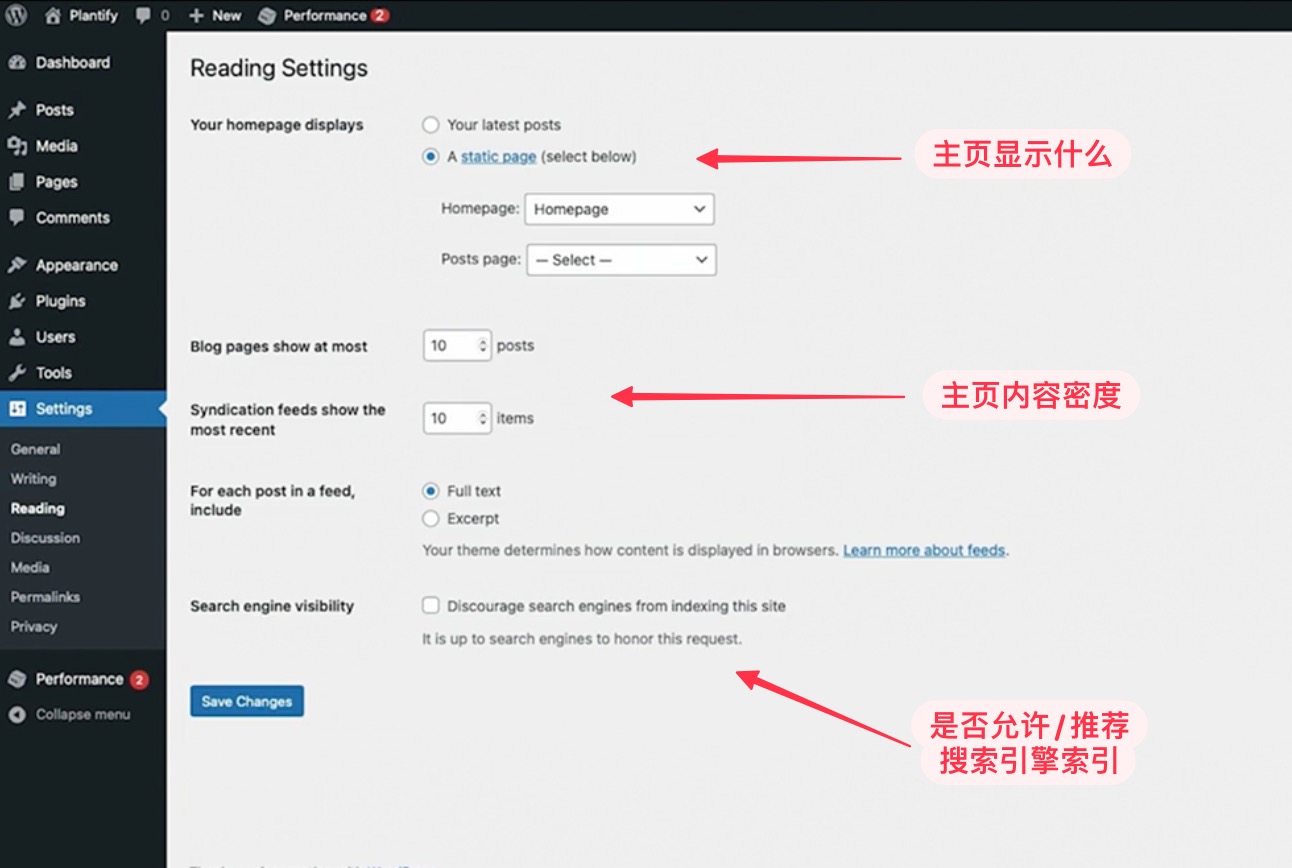 Plantify 0 New Performance 2
Dashboard
Posts
Media
Pages
Comments
Appearance
Plugins
Users
Tools
Settings
General
Writing
Reading
Discussion
Media
Permalinks
Privacy
Performance 2
Collapse menu
Reading Settings
Your homepage displays
Your latest posts
A static page (select below)
主页显示什么
Homepage: Homepage
Posts page: — Select —
Blog pages show at most
10 posts
主页内容密度
Syndication feeds show the
most recent
10 items
For each post in a feed,
include
Full text
Excerpt
Your theme determines how content is displayed in browsers. Learn more about feeds.
Search engine visibility
Discourage search engines from indexing this site
It is up to search engines to honor this request.
是否允许/推荐
搜索引擎索引
Save Changes